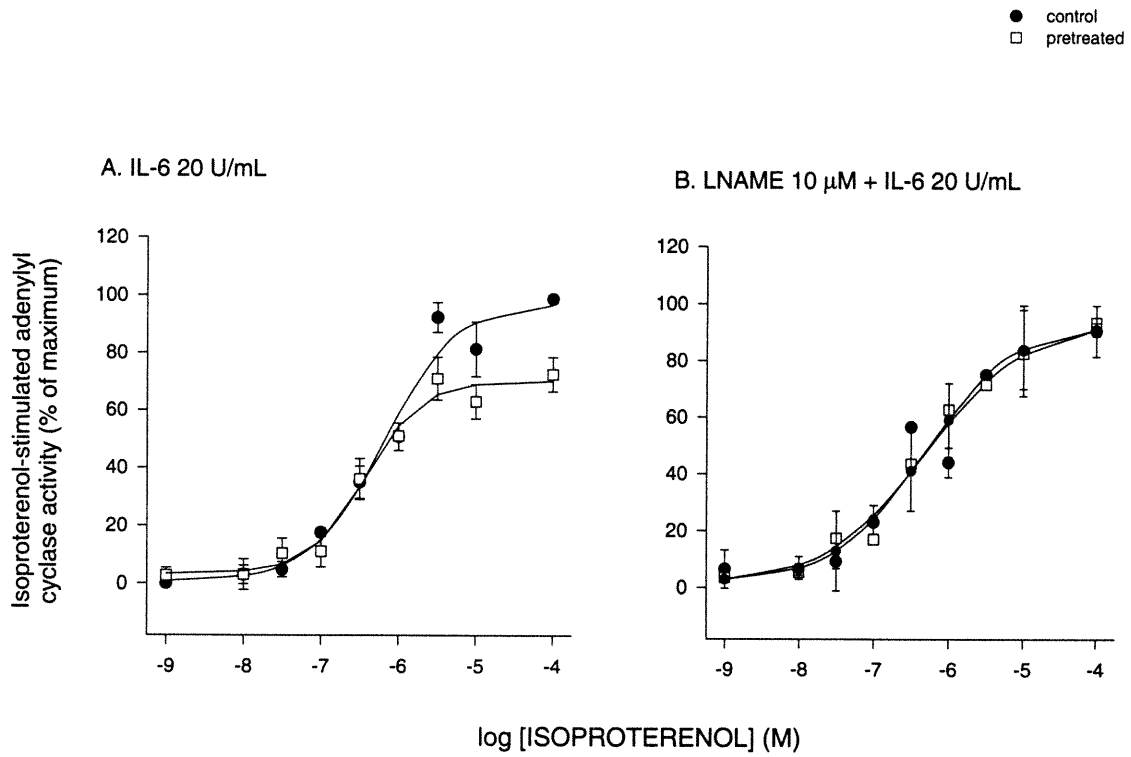 control
pretreated
A. IL-6 20 U/mL
B. LNAME 10 μM + IL-6 20 U/mL
Isoproterenol-stimulated adenylyl
cyclase activity (% of maximum)
120
100
80
60
40
20
0
-9 -8 -7 -6 -5 -4
120
100
80
60
40
20
0
-9 -8 -7 -6 -5 -4
log [ISOPROTERENOL] (M)